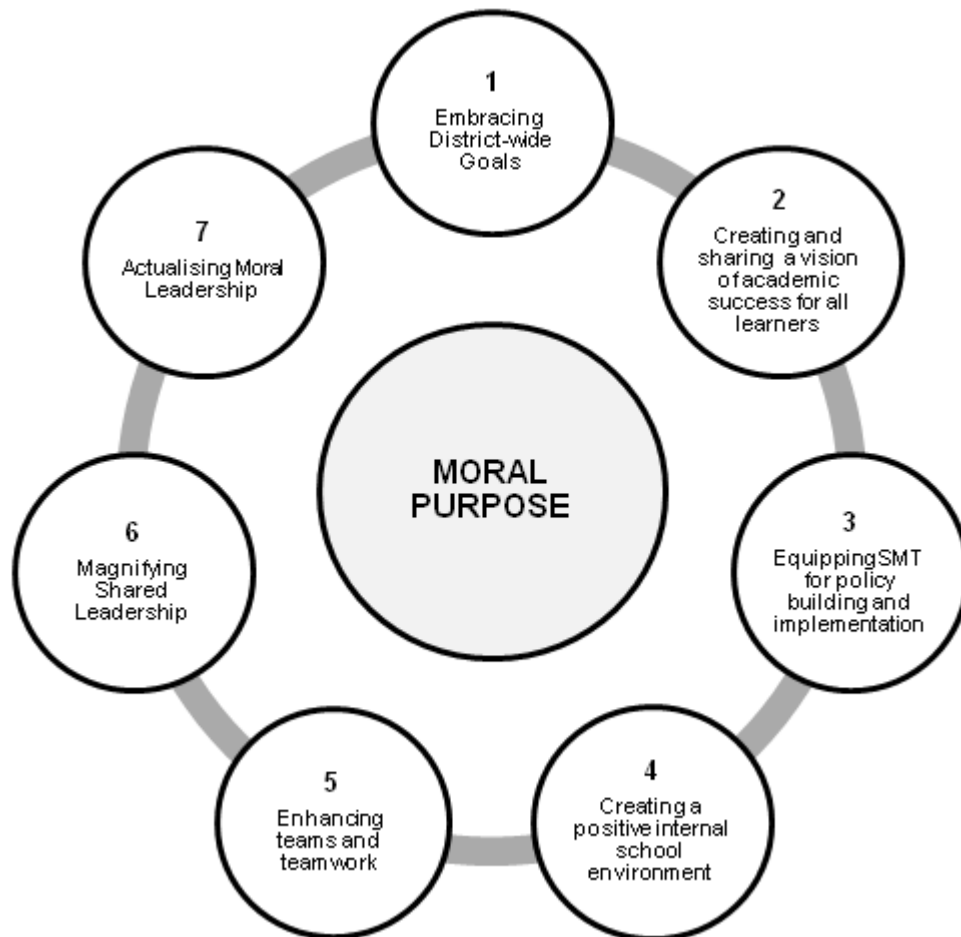 1
Embracing
District-wide
Goals
2
Creating and
sharing a vision
of academic
success for all
learners
3
Equipping SMT
for policy
building and
implementation
4
Creating a
positive internal
school
environment
5
Enhancing
teams and
teamwork
6
Magnifying
Shared
Leadership
7
Actualising Moral
Leadership
MORAL
PURPOSE